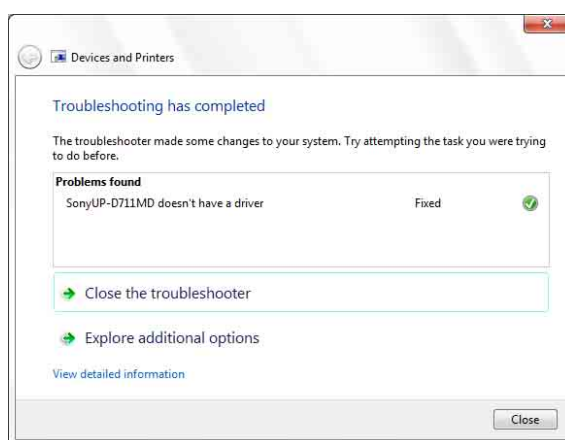 Devices and Printers
Troubleshooting has completed
The troubleshooter made some changes to your system. Try attempting the task you were trying
to do before.
Problems found
SonyUP-D711MD doesn't have a driver Fixed
Close the troubleshooter
Explore additional options
View detailed information
Close